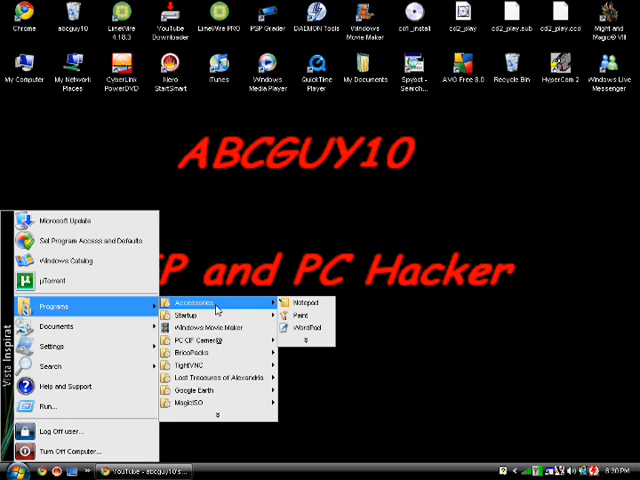 Chrome
abcguy10
LimeWire
4.18.3
YouTube
Downloader
LimeWire PRO
PSP Grader
DAEMON Tools
Windows
Movie Maker
cd1_install
cd2_play
cd2_play.sub
cd2_play.ccd
Might and
Magic® VIII
My Computer
My Network
Places
CyberLink
PowerDVD
Nero
StartSmart
iTunes
Windows
Media Player
QuickTime
Player
My Documents
Spybot -
Search...
AVG Free 8.0
Recycle Bin
HyperCam 2
Windows Live
Messenger
ABCGUY10
P and PC Hacker
Microsoft Update
Set Program Access and Defaults
Windows Catalog
µTorrent
Programs
Documents
Settings
Search
Help and Support
Run...
Log Off user...
Turn Off Computer...
Vista Inspirat
Accessories
Startup
Windows Movie Maker
PC CIF Camer@
BricoPacks
TightVNC
Lost Treasures of Alexandria
Google Earth
MagicISO
Notepad
Paint
WordPad
YouTube - abcguy10's...
8:30 PM